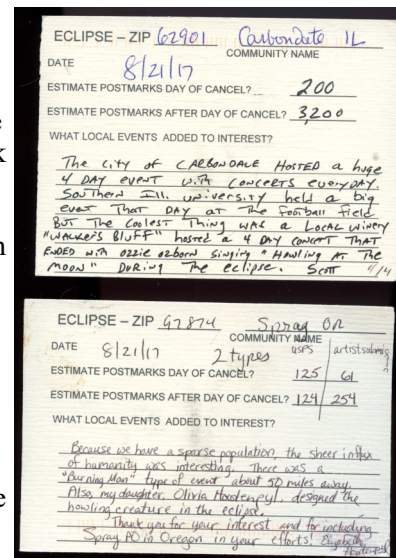 ECLIPSE – ZIP 62901 Carbondale IL
COMMUNITY NAME
DATE 8/21/17
ESTIMATE POSTMARKS DAY OF CANCEL? 200
ESTIMATE POSTMARKS AFTER DAY OF CANCEL? 3,200
WHAT LOCAL EVENTS ADDED TO INTEREST?
The city of CARBONDALE HOSTED a huge
4 DAY event with concerts everyday.
Southern Ill. university held a big
event That DAY at The football field
BUT The coolest Thing was a Local winery
"WALKER'S BLUFF" hosted a 4 DAY concert THAT
ENDED with ozzie ozborn singing "Howling AT The
MOON" DURING The eclipse. Scott 4/14
ECLIPSE – ZIP 97874 Spray OR
COMMUNITY NAME
DATE 8/21/17 2 types USPS
ESTIMATE POSTMARKS DAY OF CANCEL? 125 61
ESTIMATE POSTMARKS AFTER DAY OF CANCEL? 124 254
WHAT LOCAL EVENTS ADDED TO INTEREST?
Because we have a sparse population, the sheer influx
of humanity was interesting. There was a
"Burning Man" type of event about 50 miles away.
Also, my daughter, Olivia designed the
howling creature in the eclipse.
Thank you for your interest and for including
Spray PO in Oregon in your efforts! Elizabeth